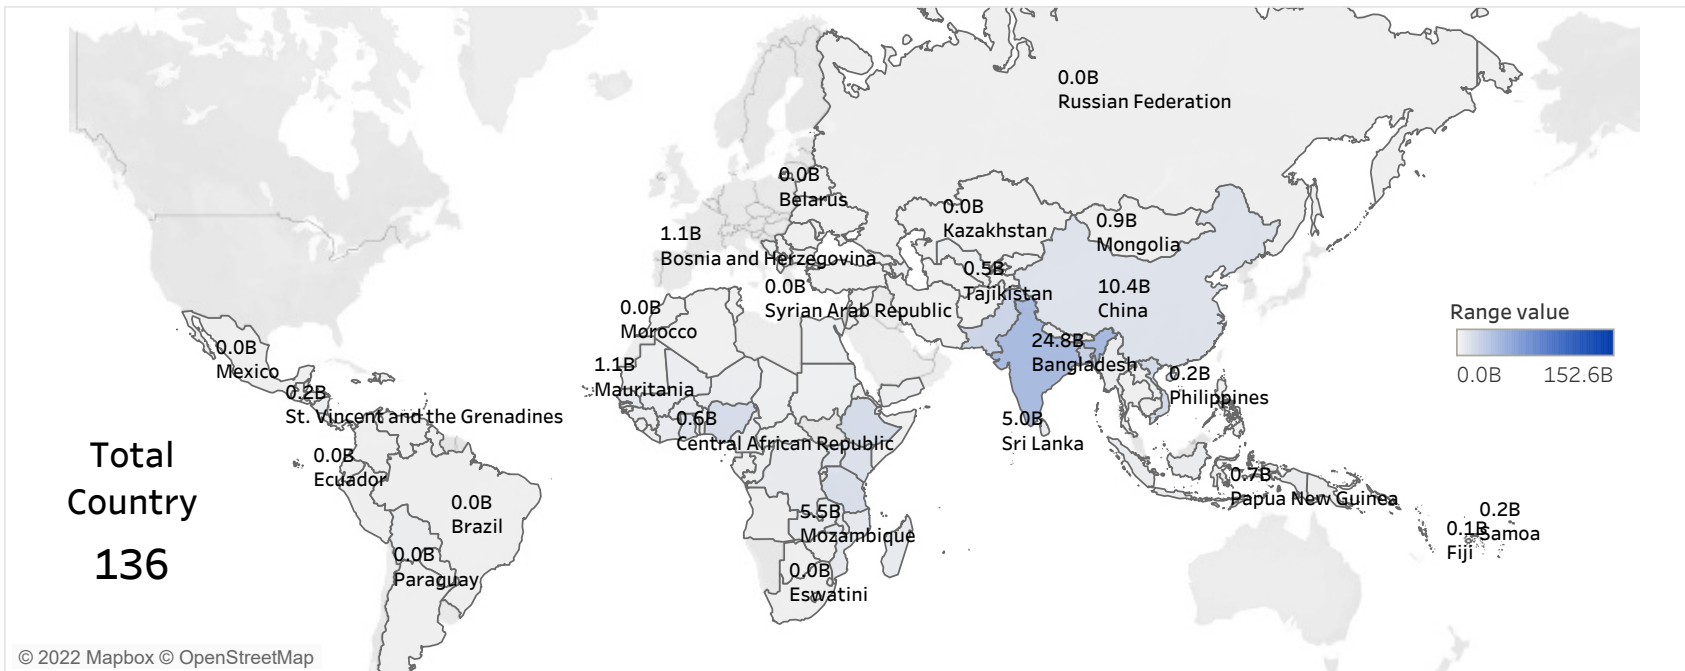 0.0B
Russian Federation
0.0B
Belarus
0.0B
Kazakhstan
0.9B
Mongolia
1.1B
Bosnia and Herzegovina
0.5B
Tajikistan
0.0B
Syrian Arab Republic
10.4B
China
0.0B
Morocco
Range value
0.0B
152.6B
0.0B
Mexico
24.8B
Bangladesh
1.1B
Mauritania
0.2B
Philippines
0.2B
St. Vincent and the Grenadines
0.6B
Central African Republic
5.0B
Sri Lanka
Total
Country
136
0.0B
Ecuador
0.7B
Papua New Guinea
0.0B
Brazil
5.5B
Mozambique
0.2B
Samoa
0.1B
Fiji
0.0B
Paraguay
0.0B
Eswatini
© 2022 Mapbox © OpenStreetMap